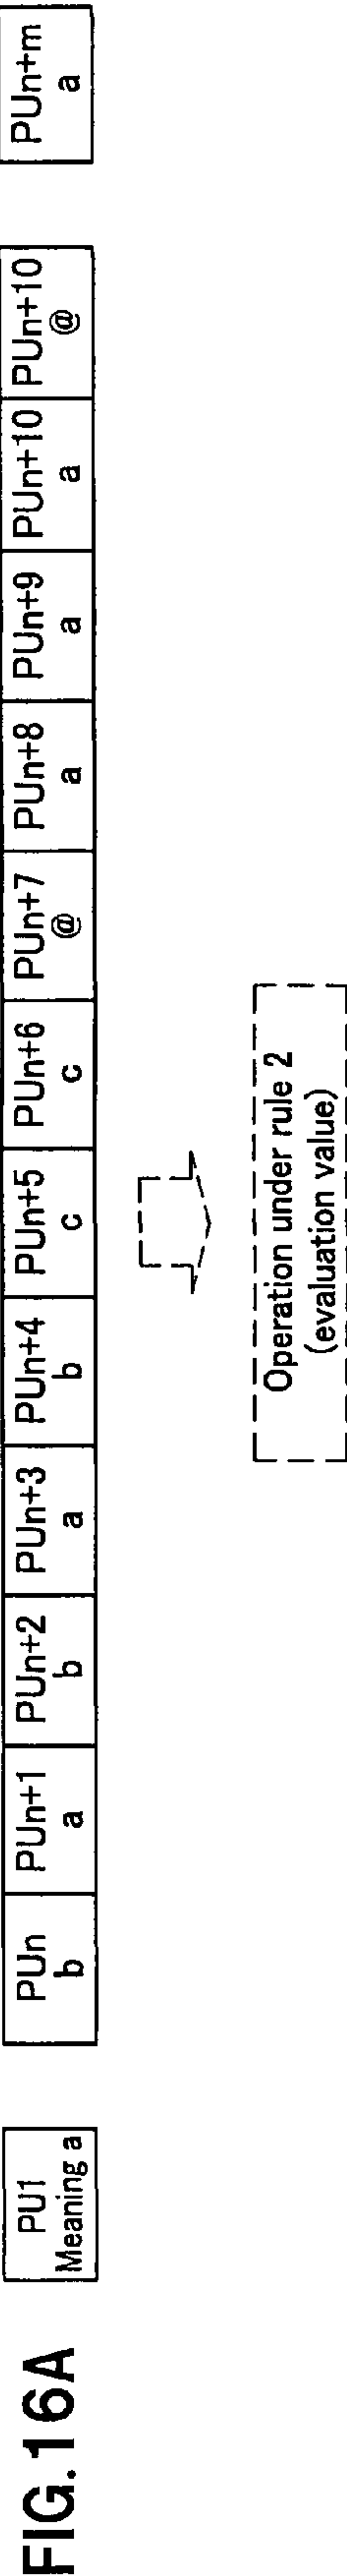 FIG.16A
PU1
Meaning a
PUn
b
PUn+1
a
PUn+2
b
PUn+3
a
PUn+4
b
PUn+5
c
PUn+6
c
PUn+7
@
PUn+8
a
PUn+9
a
PUn+10
a
PUn+10
@
PUn+m
a
Operation under rule 2
(evaluation value)